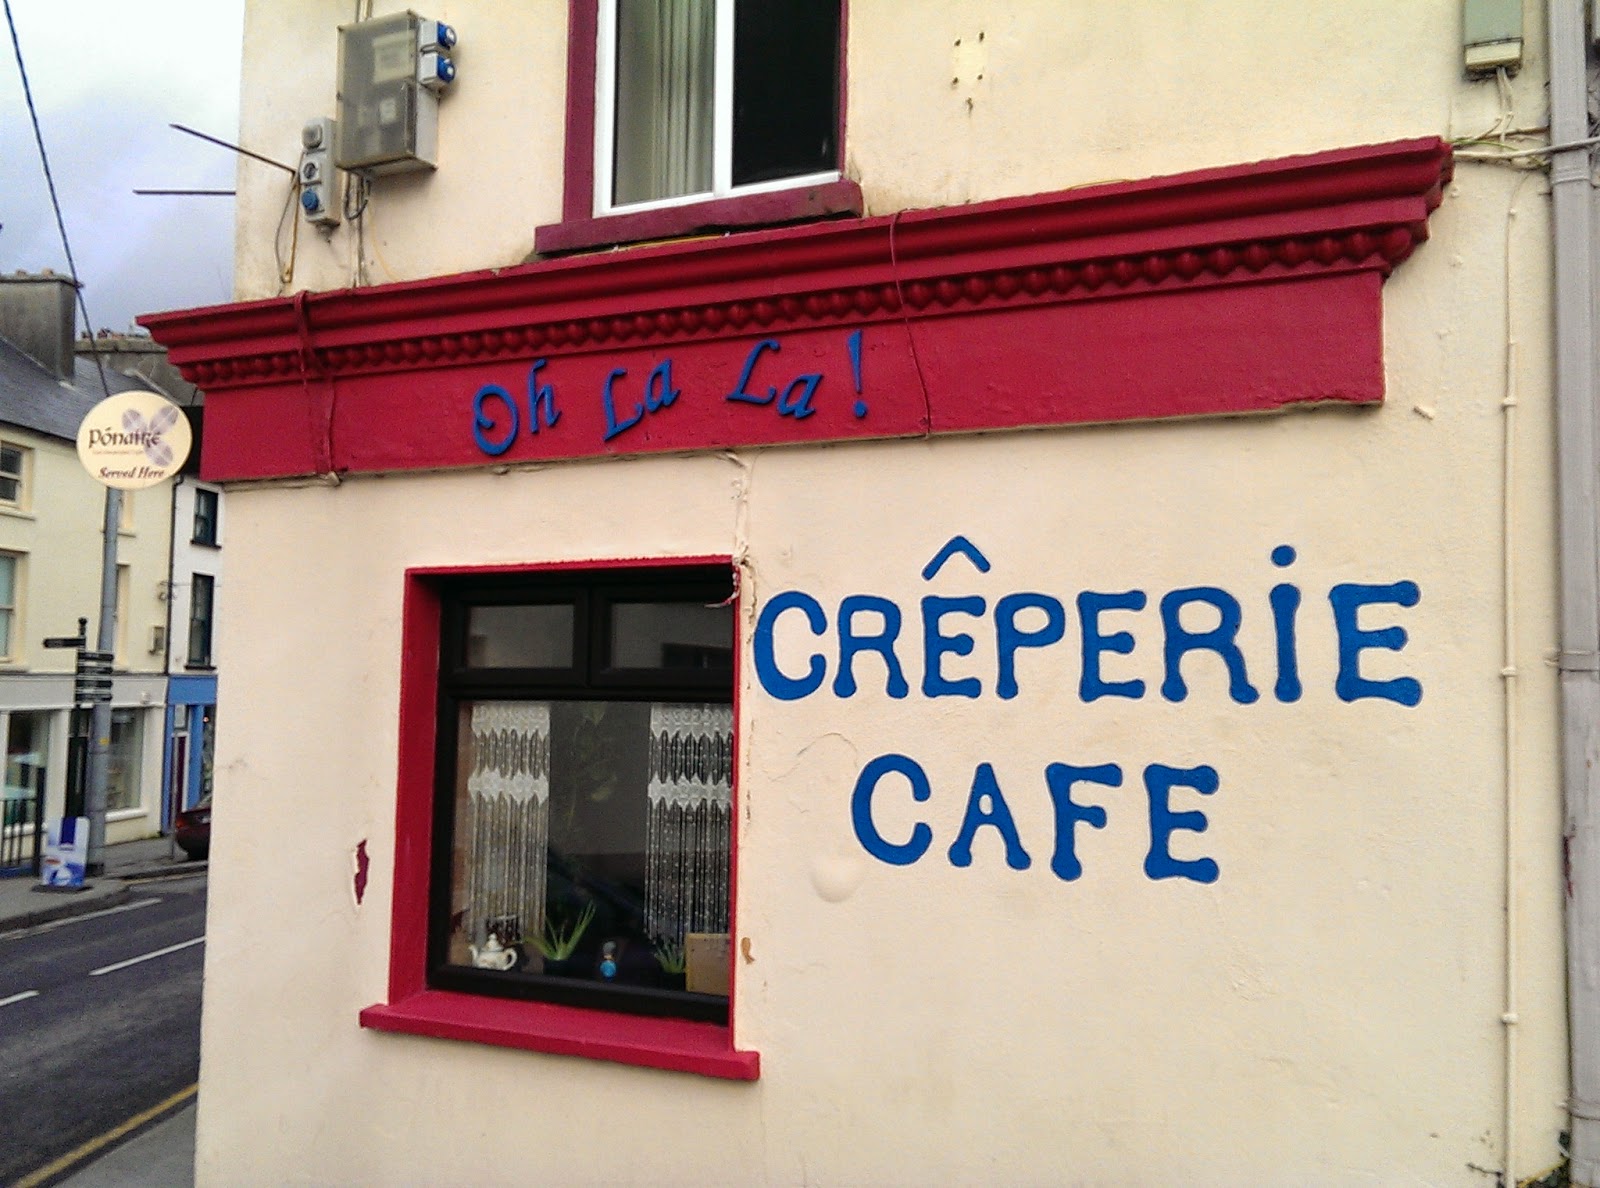 Oh La La!
CRÊPERiE
CAFE
Pónaire
Served Here